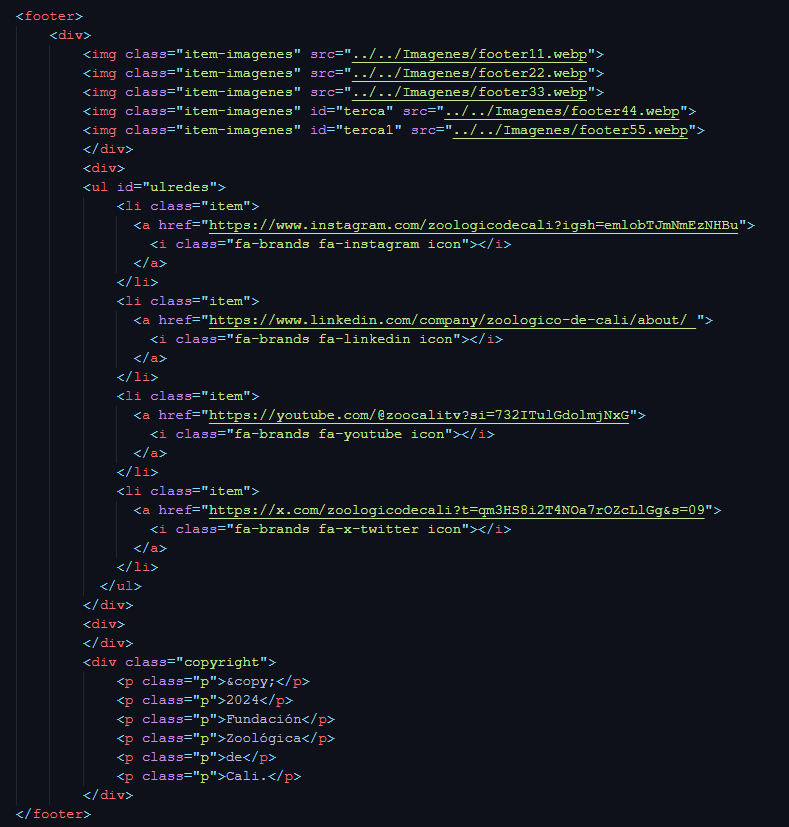 <footer>
    <div>
        <img class="item-imagenes" src="../../Imagenes/footer11.webp">
        <img class="item-imagenes" src="../../Imagenes/footer22.webp">
        <img class="item-imagenes" src="../../Imagenes/footer33.webp">
        <img class="item-imagenes" id="terca" src="../../Imagenes/footer44.webp">
        <img class="item-imagenes" id="terca1" src="../../Imagenes/footer55.webp">
        </div>
        <div>
        <ul id="ulredes">
            <li class="item">
              <a href="https://www.instagram.com/zoologicodecali?igsh=emlobTJmNmEzNHBu">
                <i class="fa-brands fa-instagram icon"></i>
              </a>
            </li>
            <li class="item">
              <a href="https://www.linkedin.com/company/zoologico-de-cali/about/ ">
                <i class="fa-brands fa-linkedin icon"></i>
              </a>
            </li>
            <li class="item">
              <a href="https://youtube.com/@zoocalitv?si=732ITulGdolmjNxG">
                <i class="fa-brands fa-youtube icon"></i>
              </a>
            </li>
            <li class="item">
              <a href="https://x.com/zoologicodecali?t=qm3HS8i2T4NOa7rOZcLlGg&s=09">
                <i class="fa-brands fa-x-twitter icon"></i>
              </a>
            </li>
          </ul>
        </div>
        <div>
        </div>
        <div class="copyright">
            <p class="p">&copy;</p>
            <p class="p">2024</p>
            <p class="p">Fundación</p>
            <p class="p">Zoológica</p>
            <p class="p">de</p>
            <p class="p">Cali.</p>
        </div>
</footer>